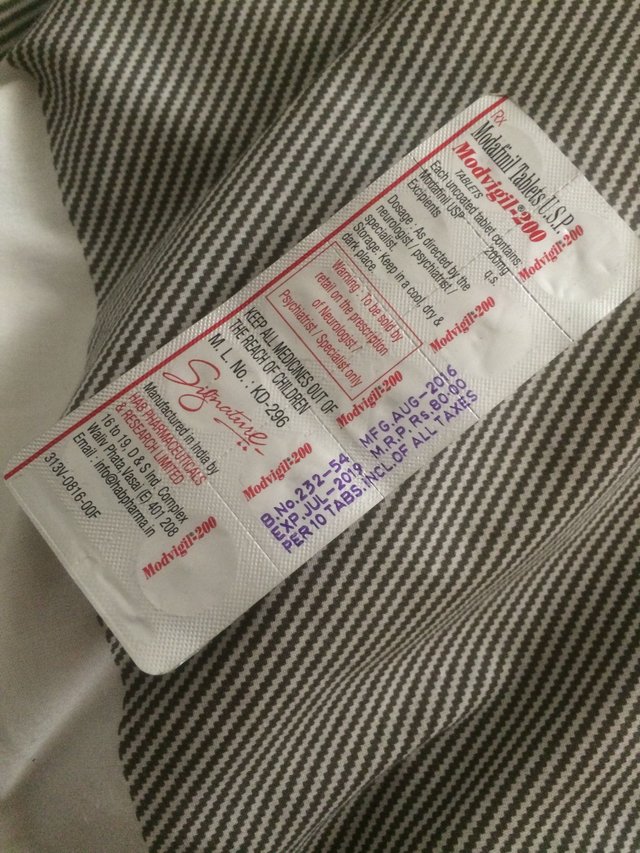 RX
Modafinil Tablets U.S.P.
Modvigil®-200
TABLETS
Each uncoated tablet contains:
Modafinil USP 200mg
Excipients q.s.
Dosage : As directed by the
neurologist / psychiatrist /
specialist.
Storage: Keep in a cool, dry &
dark place.
Warning : To be sold by
retail on the prescription
of Neurologist /
Psychiatrist / Specialist only
KEEP ALL MEDICINES OUT OF
THE REACH OF CHILDREN
M. L. No. : KD-296
Signature
Manufactured in India by
HAB PHARMACEUTICALS
& RESEARCH LIMITED
16 to 19, D & S Ind. Complex
Waliv Phata, Vasai (E) 401 208
Email : info@habpharma.in
313V-0816-00F
Modvigil®-200
Modvigil®-200
Modvigil®-200
Modvigil®-200
Modvigil®-200
B.No.232-54 MFG.AUG-2016
EXP.JUL-2019 M.R.P. Rs.80.00
PER 10 TABS.INCL.OF ALL TAXES